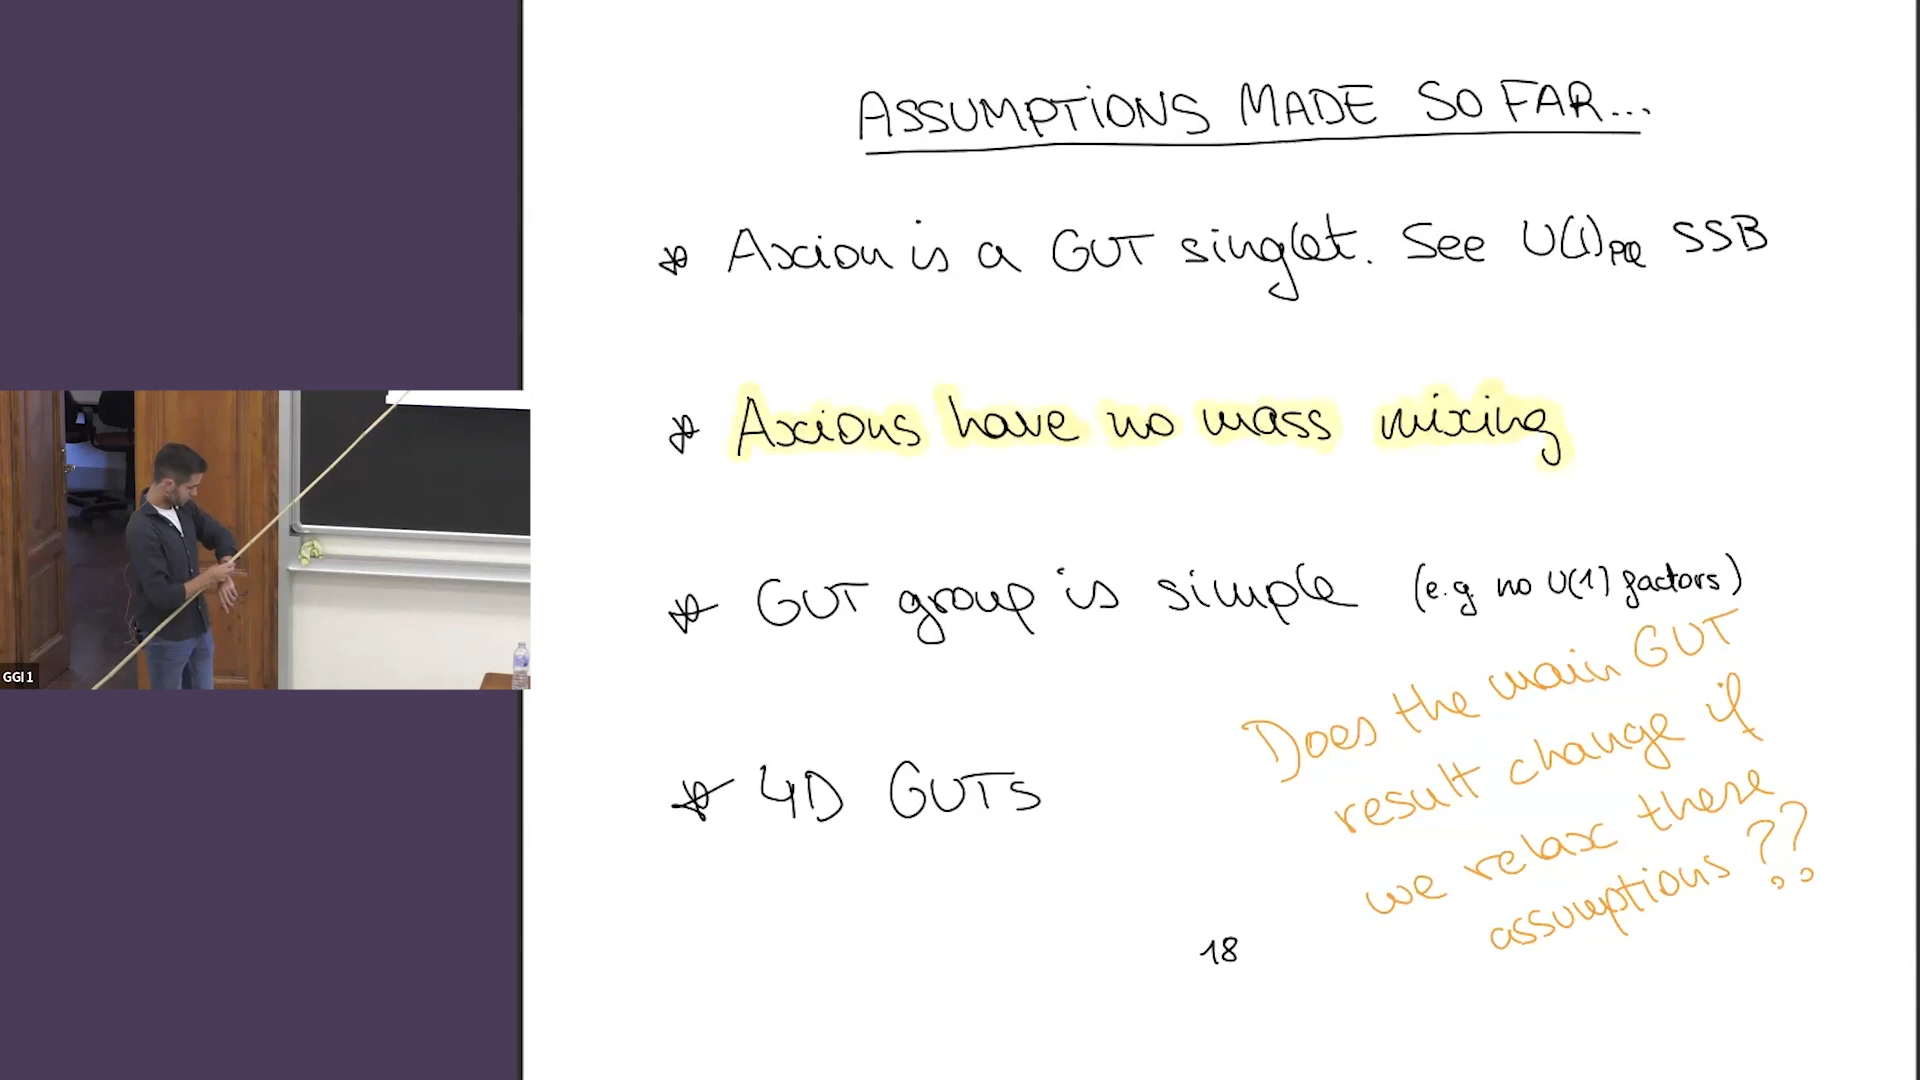 ASSUMPTIONS MADE SO FAR...
* Axion is a GUT singlet. See U(1)PQ SSB
* Axions have no mass mixing
* GUT group is simple (e.g. no U(1) factors)
Does the main GUT
result change if
we relax these
assumptions ??
* 4D GUTs
18
GGI 1